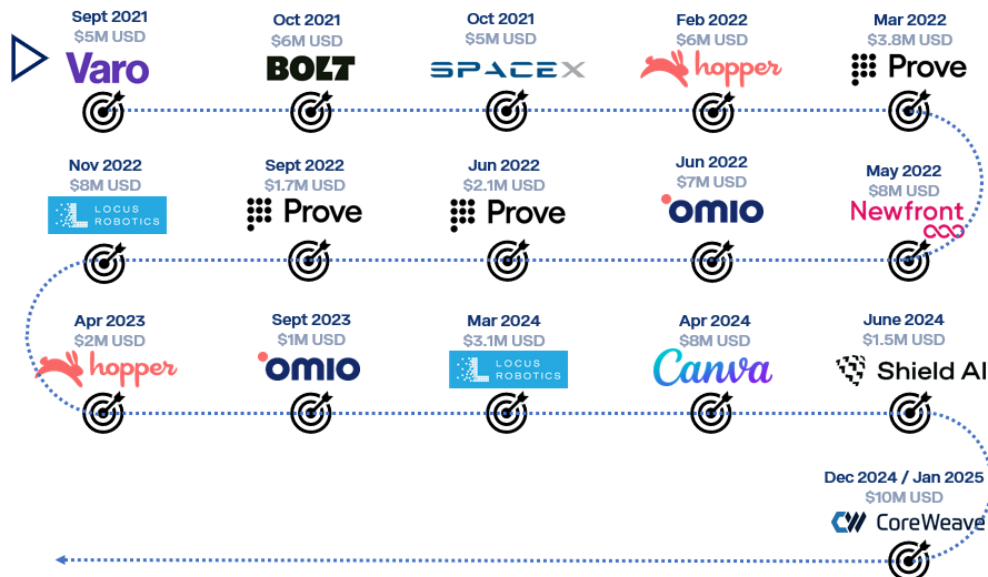 Sept 2021
$5M USD
Varo
Oct 2021
$6M USD
BOLT
Oct 2021
$5M USD
SPACEX
Feb 2022
$6M USD
hopper
Mar 2022
$3.8M USD
Prove
Nov 2022
$8M USD
LOCUS
ROBOTICS
Sept 2022
$1.7M USD
Prove
Jun 2022
$2.1M USD
Prove
Jun 2022
$7M USD
omio
May 2022
$8M USD
Newfront
Apr 2023
$2M USD
hopper
Sept 2023
$1M USD
omio
Mar 2024
$3.1M USD
LOCUS
ROBOTICS
Apr 2024
$8M USD
Canva
June 2024
$1.5M USD
Shield AI
Dec 2024 / Jan 2025
$10M USD
CoreWeave